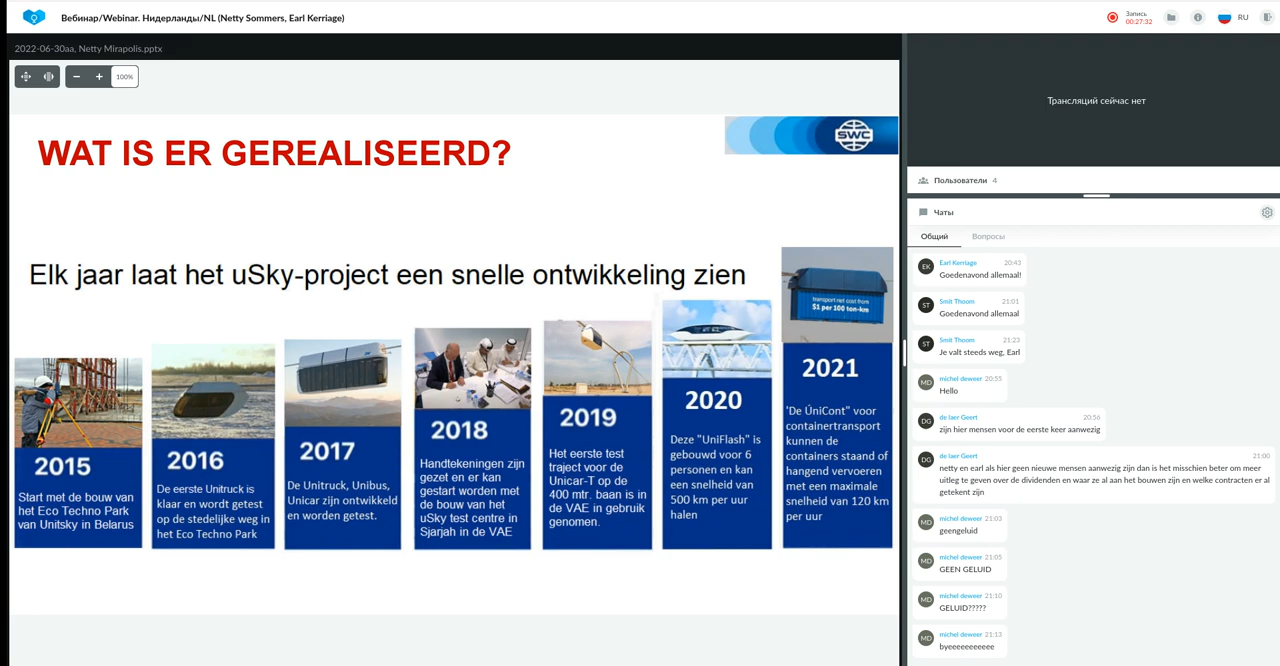 Вебинар/Webinar. Нидерланды/NL (Netty Sommers, Earl Kerriage)
Запись
00:27:32
RU
2022-06-30aa, Netty Mirapolis.pptx
100%
WAT IS ER GEREALISEERD?
SWC
Elk jaar laat het uSky-project een snelle ontwikkeling zien
2015
Start met de bouw van
het Eco Techno Park
van Unitsky in Belarus
2016
De eerste Unitruck is
klaar en wordt getest
op de stedelijke weg in
het Eco Techno Park
2017
De Unitruck, Unibus,
Unicar zijn ontwikkeld
en worden getest.
2018
Handtekeningen zijn
gezet en er kan
gestart worden met
de bouw van het
uSky test centre in
Sjarjah in de VAE
2019
Het eerste test
traject voor de
Unicar-T op de
400 mtr. baan is in
de VAE in gebruik
genomen.
2020
Deze "UniFlash" is
gebouwd voor 6
personen en kan
een snelheid van
500 km per uur
halen
transport net cost from
$1 per 100 ton-km
2021
'De ÚniCont" voor
containertransport
kunnen de
containers staand of
hangend vervoeren
met een maximale
snelheid van 120 km
per uur
Трансляций сейчас нет
Пользователи 4
Чаты
Общий Вопросы
EK Earl Kerriage 20:43
Goedenavond allemaal!
ST Smit Thoom 21:01
Goedenavond allemaal
ST Smit Thoom 21:23
Je valt steeds weg, Earl
MD michel deweer 20:55
Hello
DG de laer Geert 20:56
zijn hier mensen voor de eerste keer aanwezig
DG de laer Geert 21:00
netty en earl als hier geen nieuwe mensen aanwezig zijn dan is het misschien beter om meer
uitleg te geven over de dividenden en waar ze al aan het bouwen zijn en welke contracten er al
getekent zijn
MD michel deweer 21:03
geengeluid
MD michel deweer 21:05
GEEN GELUID
MD michel deweer 21:10
GELUID?????
MD michel deweer 21:13
byeeeeeeeeeee